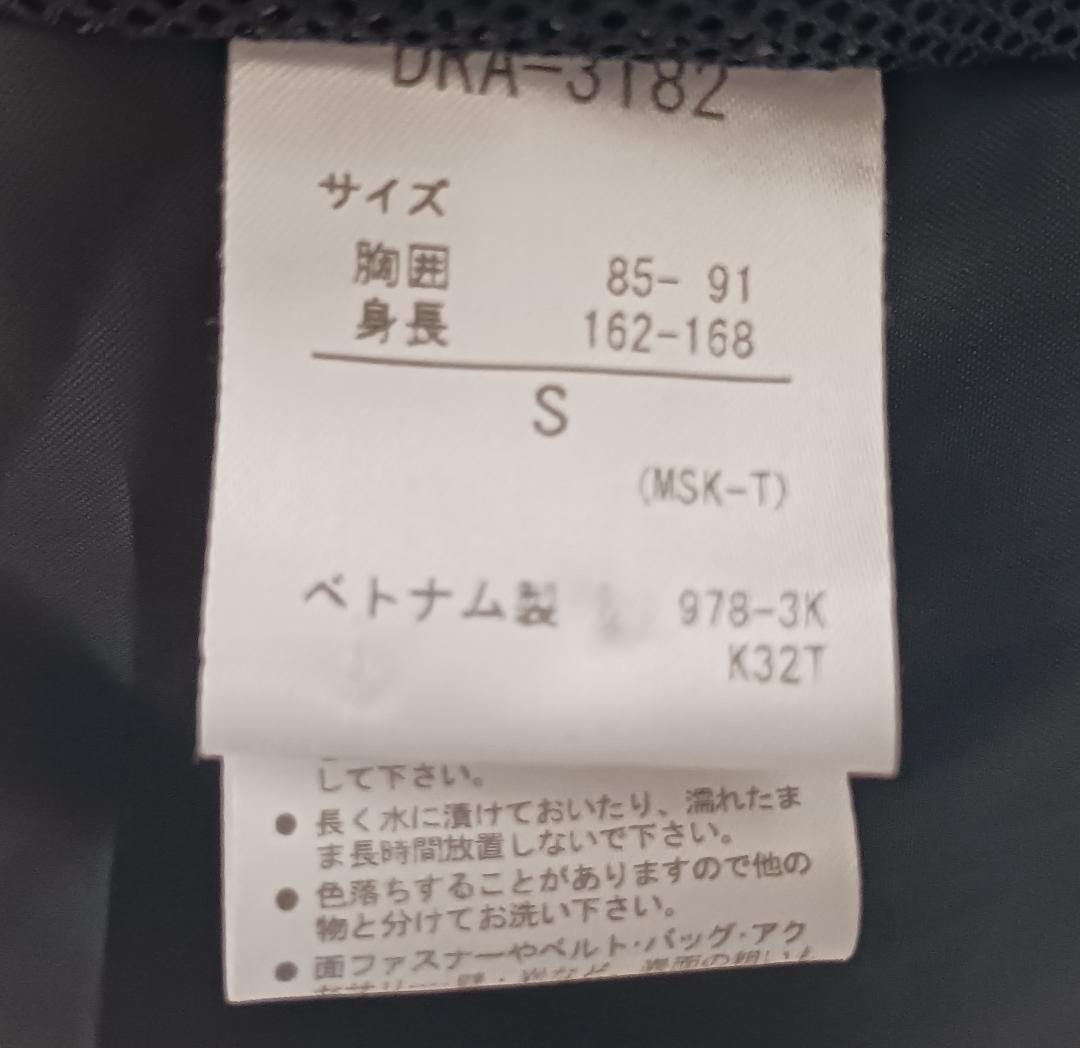 DRA-3182
サイズ
胸囲 85- 91
身長 162-168
S
(MSK-T)
ベトナム製 978-3K
K32T
して下さい。
● 長く水に漬けておいたり、濡れたま
ま長時間放置しないで下さい。
● 色落ちすることがありますので他の
物と分けてお洗い下さい。
● 面ファスナーやベルト・バッグ・アク